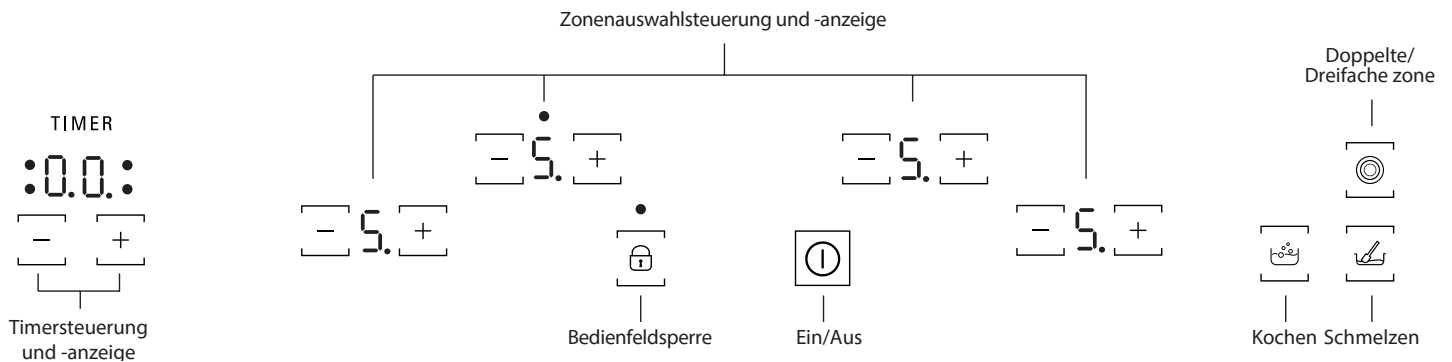 Zonenauswahlsteuerung und -anzeige
Doppelte/
Dreifache zone
TIMER
0.0.
− +
− 5. +
− 5. +
− 5. +
− 5. +
Timersteuerung
und -anzeige
Bedienfeldsperre
Ein/Aus
Kochen
Schmelzen